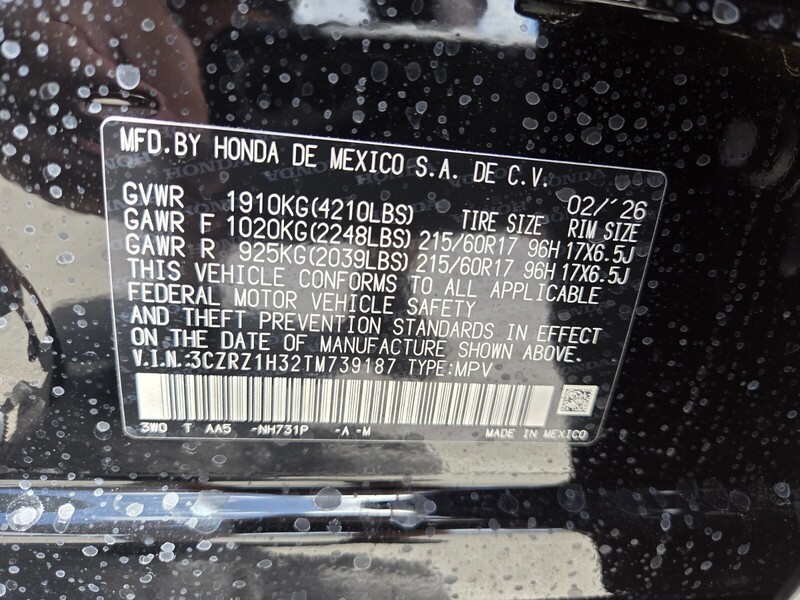 MFD. BY HONDA DE MEXICO S.A. DE C.V.
GVWR 1910KG(4210LBS) TIRE SIZE 02/'26
GAWR F 1020KG(2248LBS) 215/60R17 96H RIM SIZE 17X6.5J
GAWR R 925KG(2039LBS) 215/60R17 96H 17X6.5J
THIS VEHICLE CONFORMS TO ALL APPLICABLE
FEDERAL MOTOR VEHICLE SAFETY
AND THEFT PREVENTION STANDARDS IN EFFECT
ON THE DATE OF MANUFACTURE SHOWN ABOVE.
V.I.N.:3CZRZ1H32TM739187 TYPE:MPV
3W0 T AA5 -NH731P -A -M MADE IN MEXICO